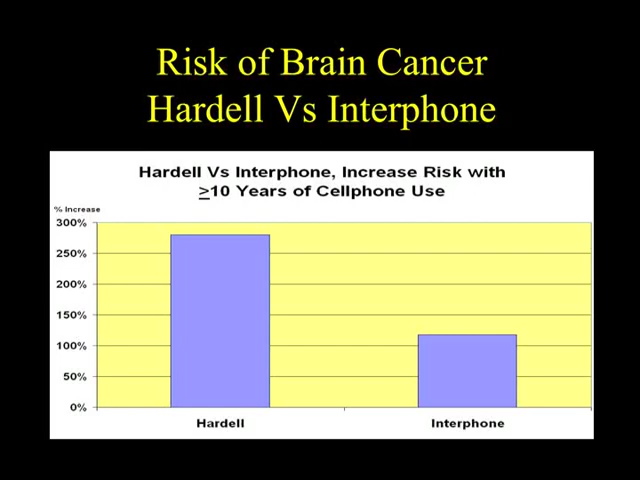 Risk of Brain Cancer
Hardell Vs Interphone
Hardell Vs Interphone, Increase Risk with
≥10 Years of Cellphone Use
% Increase
300%
250%
200%
150%
100%
50%
0%
Hardell
Interphone